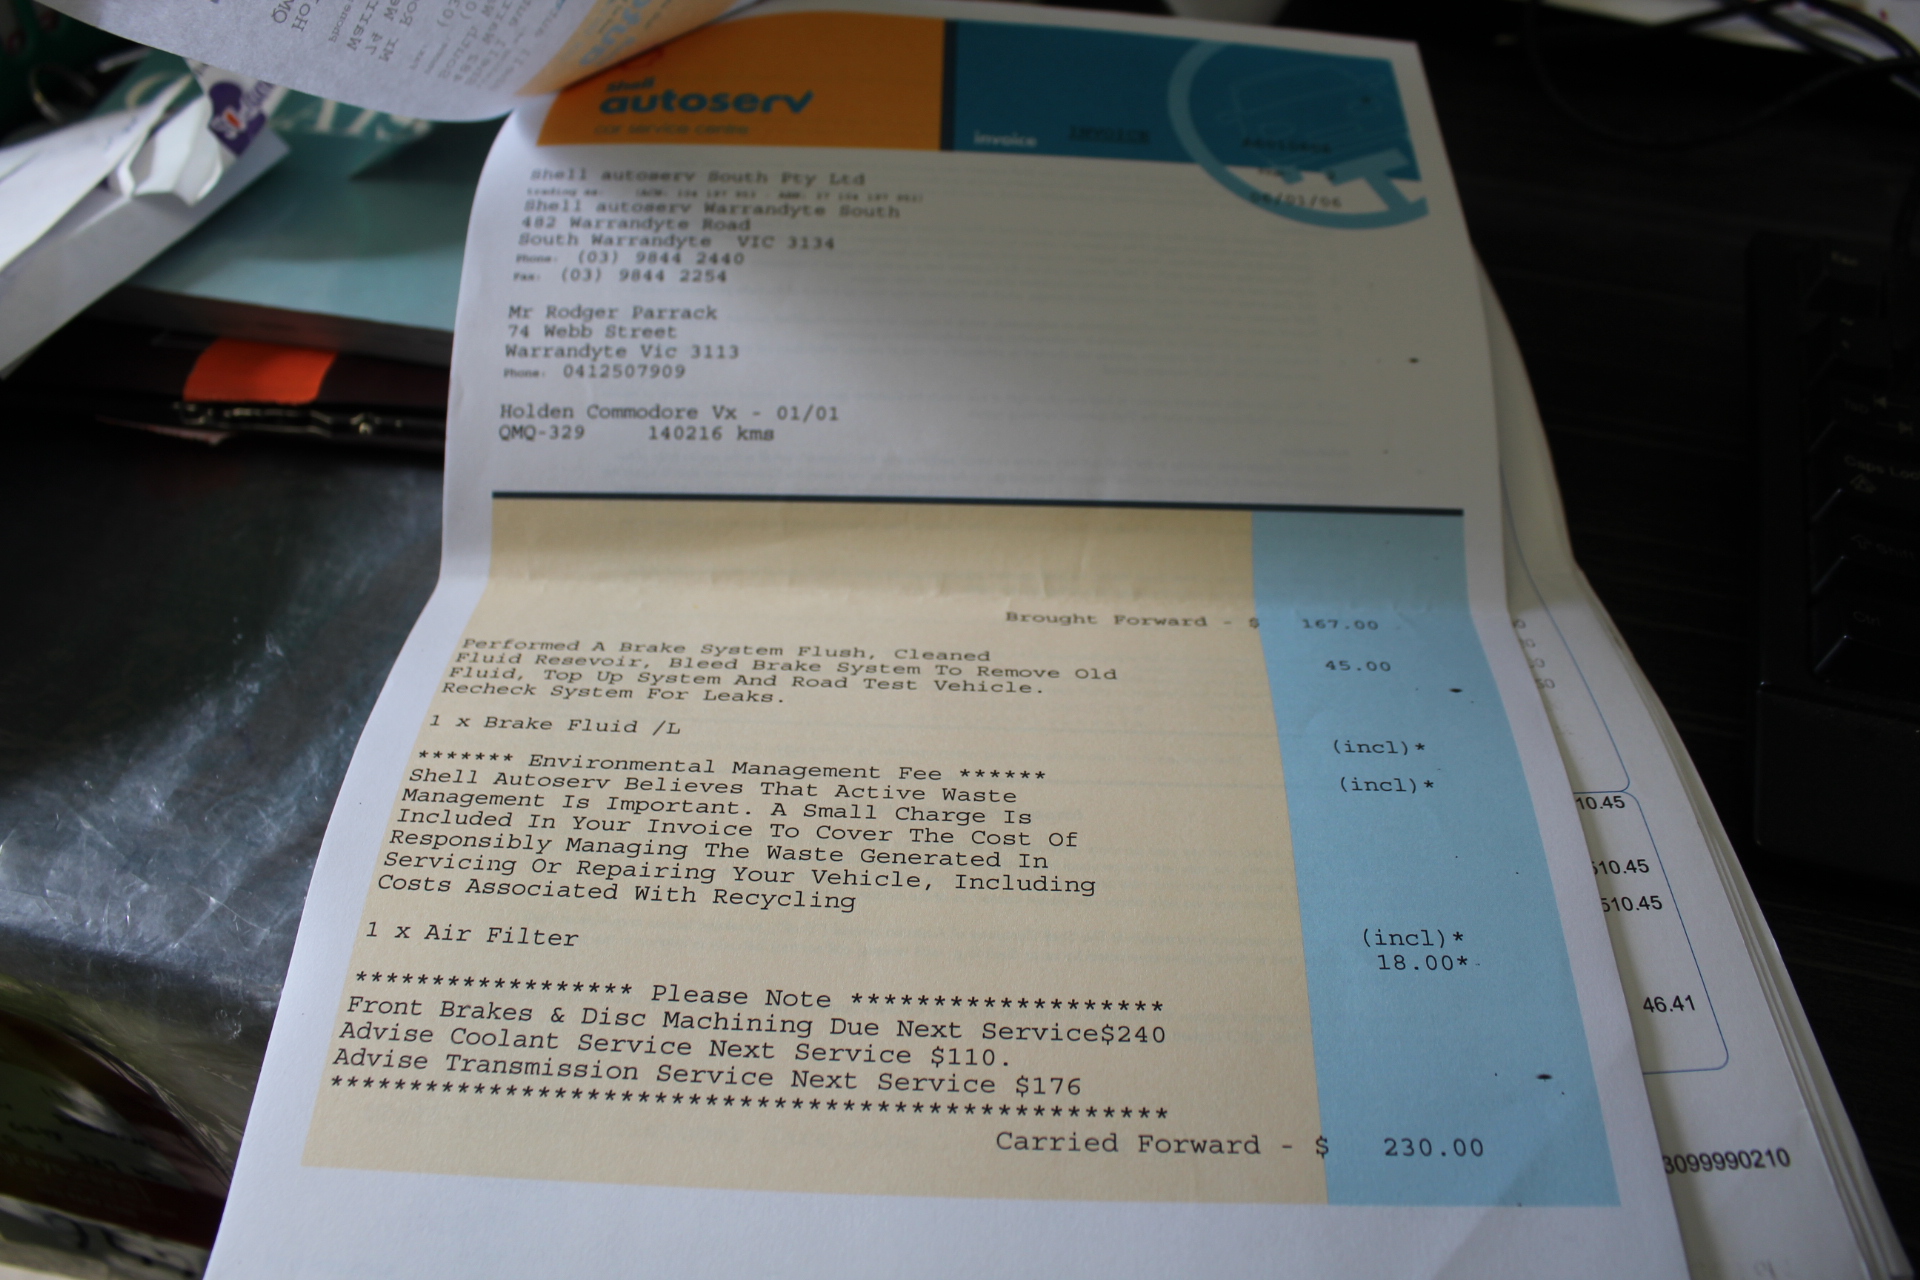 Shell
autoserv
car service centre
invoice INVOICE
Shell autoserv South Pty Ltd
Shell autoserv Warrandyte South
482 Warrandyte Road
South Warrandyte VIC 3134
Phone: (03) 9844 2440
Fax: (03) 9844 2254
Mr Rodger Parrack
74 Webb Street
Warrandyte Vic 3113
Phone: 0412507909
Holden Commodore Vx - 01/01
QMQ-329 140216 kms
Brought Forward - $ 167.00
Performed A Brake System Flush, Cleaned
Fluid Resevoir, Bleed Brake System To Remove Old 45.00
Fluid, Top Up System And Road Test Vehicle.
Recheck System For Leaks.
1 x Brake Fluid /L (incl)*
******* Environmental Management Fee ****** (incl)*
Shell Autoserv Believes That Active Waste
Management Is Important. A Small Charge Is
Included In Your Invoice To Cover The Cost Of
Responsibly Managing The Waste Generated In
Servicing Or Repairing Your Vehicle, Including
Costs Associated With Recycling
(incl)*
1 x Air Filter 18.00*
****************** Please Note ********************
Front Brakes & Disc Machining Due Next Service$240
Advise Coolant Service Next Service $110.
Advise Transmission Service Next Service $176
*****************************************************
Carried Forward - $ 230.00
10.45
510.45
510.45
46.41
3099990210